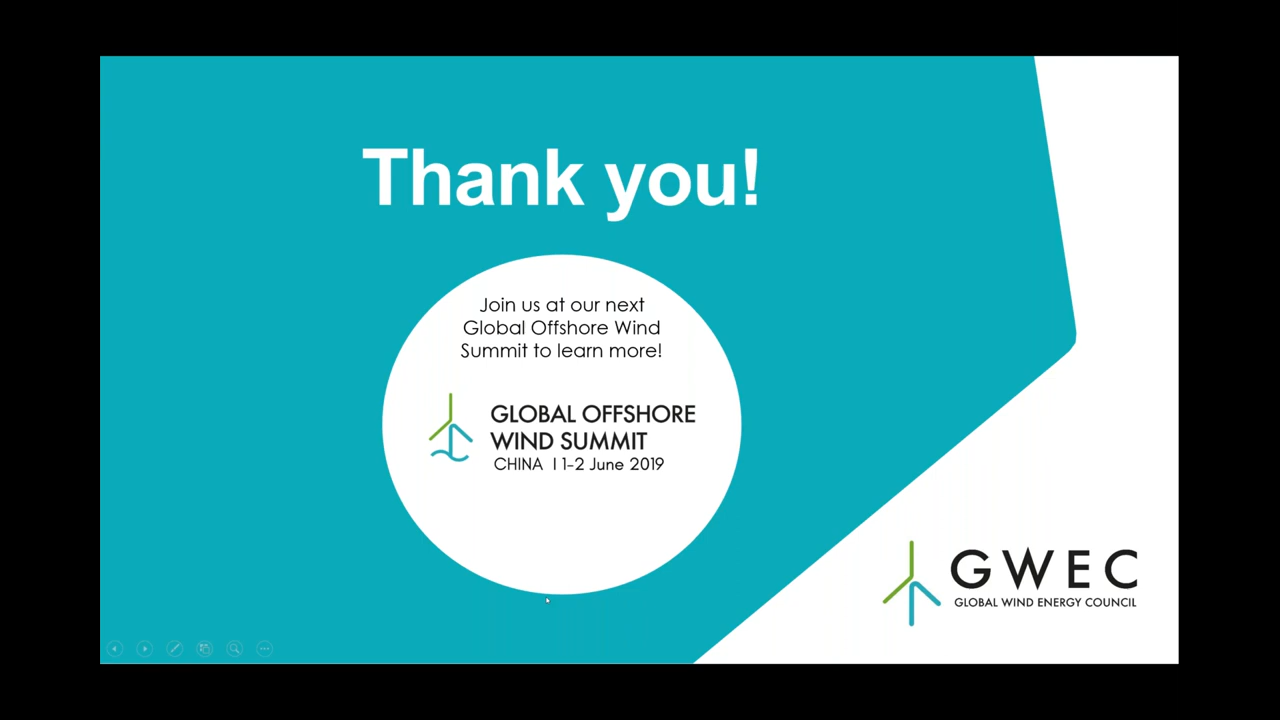 Thank you!
Join us at our next
Global Offshore Wind
Summit to learn more!
GLOBAL OFFSHORE
WIND SUMMIT
CHINA I 1-2 June 2019
GWEC
GLOBAL WIND ENERGY COUNCIL